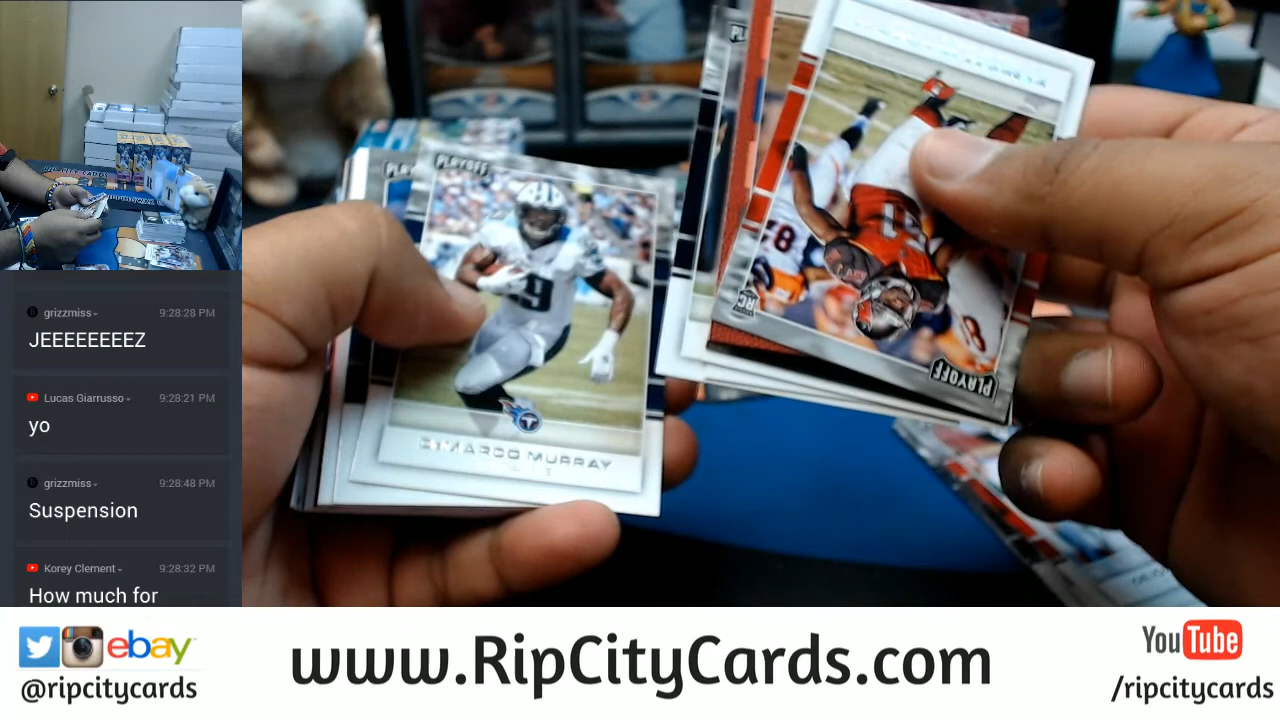 grizzmiss
9:28:28 PM
JEEEEEEEEZ
Lucas Giarrusso
9:28:21 PM
yo
grizzmiss
9:28:48 PM
Suspension
Korey Clement
9:28:32 PM
How much for
PLAYOFF
29
DEMARCO MURRAY
RC
PLAYOFF
ebay
@ripcitycards
www.RipCityCards.com
YouTube
/ripcitycards